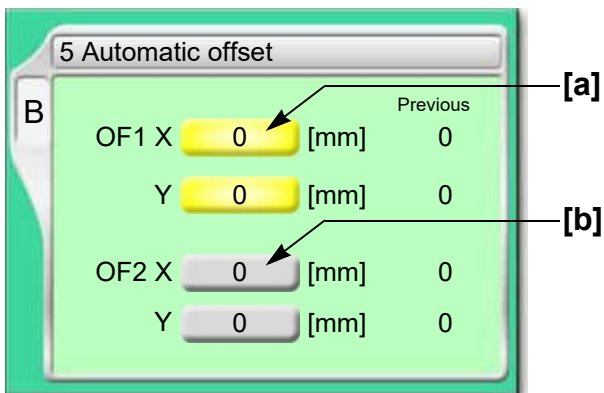 5 Automatic offset
[a]
B
Previous
OF1 X 0 [mm] 0
Y 0 [mm] 0
[b]
OF2 X 0 [mm] 0
Y 0 [mm] 0